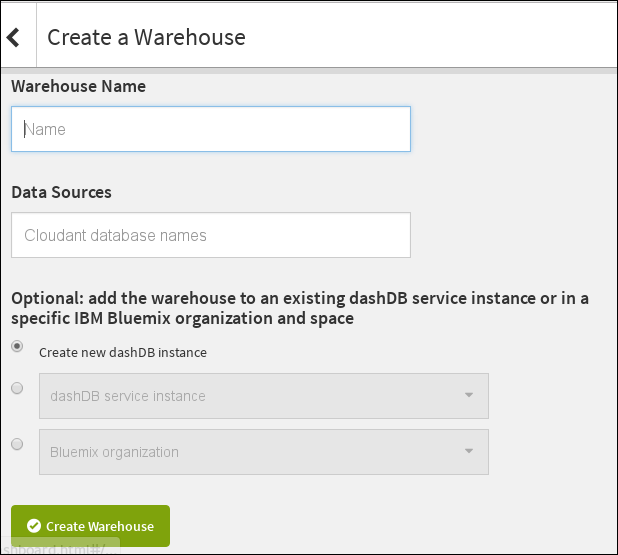 Create a Warehouse
Warehouse Name
Name
Data Sources
Cloudant database names
Optional: add the warehouse to an existing dashDB service instance or in a
specific IBM Bluemix organization and space
Create new dashDB instance
dashDB service instance
Bluemix organization
Create Warehouse
shboard.html#/...